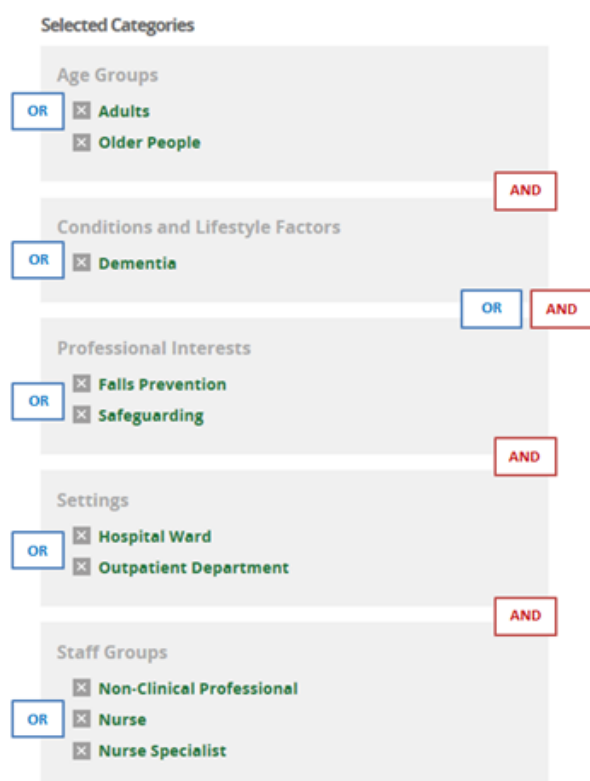 Selected Categories
Age Groups
OR
Adults
Older People
AND
Conditions and Lifestyle Factors
OR
Dementia
OR AND
Professional Interests
Falls Prevention
OR
Safeguarding
AND
Settings
Hospital Ward
OR
Outpatient Department
AND
Staff Groups
Non-Clinical Professional
OR Nurse
Nurse Specialist